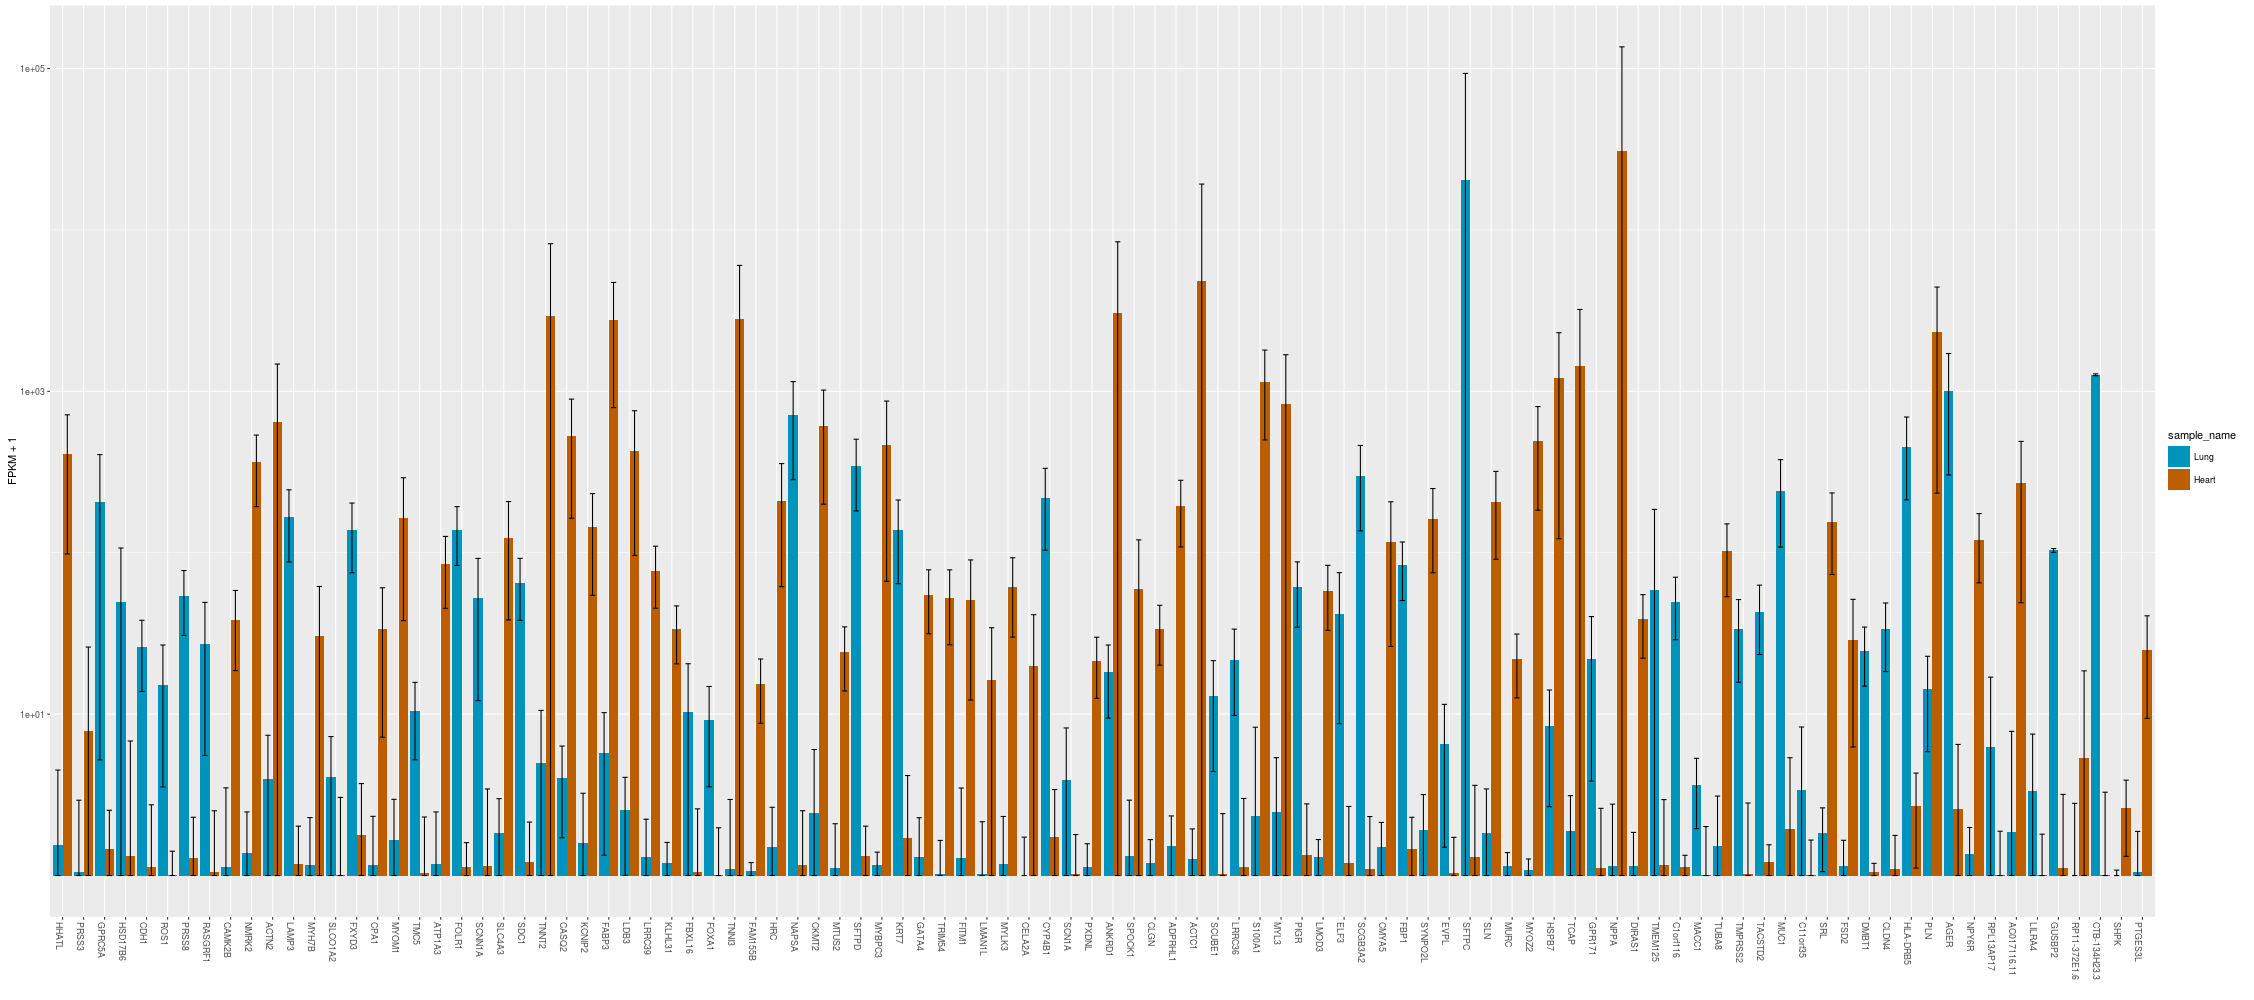 1e+05
1e+03
1e+01
FPKM + 1
HHATL
PRSS3
GPRC5A
HSD17B6
CDH1
ROS1
PRSS8
RASGRF1
CAMK2B
NMRK2
ACTN2
LAMP3
MYH7B
SLCO1A2
FXYD3
CPA1
MYOM1
TMC5
ATP1A3
FOLR1
SCNN1A
SLC4A3
SDC1
TNNT2
CASQ2
KCNIP2
FABP3
LDB3
LRRC39
KLHL31
FBXL16
FOXA1
TNNI3
FAM155B
HRC
NAPSA
CKMT2
MTUS2
SFTPD
MYBPC3
KRT7
GATA4
TRIM54
FITM1
LMAN1L
MYLK3
CELA2A
CYP4B1
SCN1A
PXDNL
ANKRD1
SPOCK1
CLGN
ADPRHL1
ACTC1
SCUBE1
LRRC36
S100A1
MYL3
PIGR
LMOD3
ELF3
SCGB3A2
CMYA5
FBP1
SYNPO2L
EVPL
SFTPC
SLN
MURC
MYOZ2
HSPB7
TCAP
GPR171
NPPA
DIRAS1
TMEM125
C1orf116
MACC1
TUBA8
TMPRSS2
TACSTD2
MUC1
C11orf35
SRL
FSD2
DMBT1
CLDN4
HLA-DRB5
PLN
AGER
NPY6R
RPL13AP17
AC017116.11
LILRA4
GUSBP2
RP11-372E1.6
CTB-134H23.3
SHPK
PTGES3L
sample_name
Lung
Heart